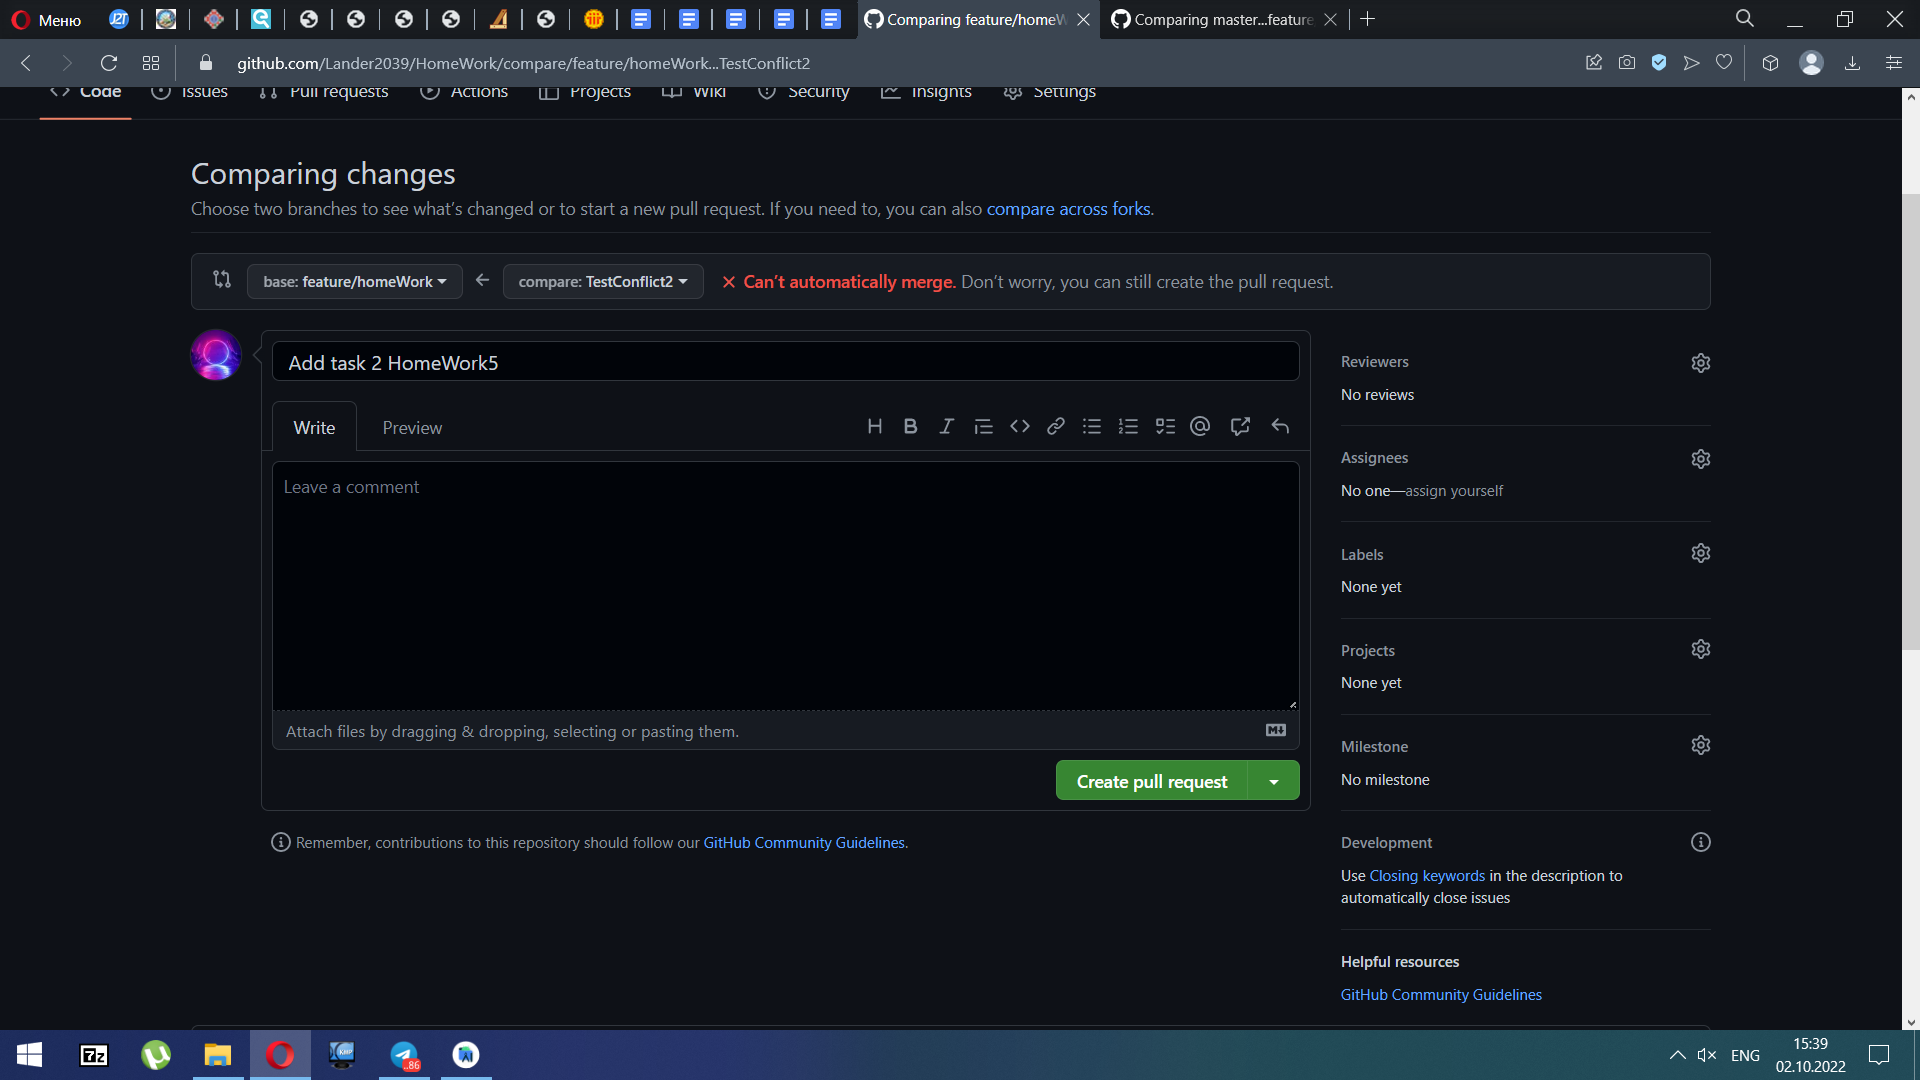 Меню
Comparing feature/homeW
Comparing master...feature
github.com/Lander2039/HomeWork/compare/feature/homeWork...TestConflict2
Code
Issues
Pull requests
Actions
Projects
Wiki
Security
Insights
Settings
Comparing changes
Choose two branches to see what's changed or to start a new pull request. If you need to, you can also compare across forks.
base: feature/homeWork
compare: TestConflict2
Can't automatically merge. Don't worry, you can still create the pull request.
Add task 2 HomeWork5
Write
Preview
Leave a comment
Attach files by dragging & dropping, selecting or pasting them.
Create pull request
Remember, contributions to this repository should follow our GitHub Community Guidelines.
Reviewers
No reviews
Assignees
No one—assign yourself
Labels
None yet
Projects
None yet
Milestone
No milestone
Development
Use Closing keywords in the description to
automatically close issues
Helpful resources
GitHub Community Guidelines
7z
..86
ENG
15:39
02.10.2022